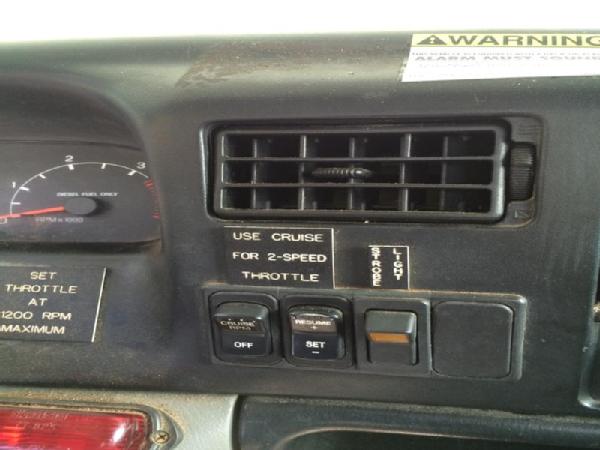 WARNING
ALARM MUST SOUND
1
2
3
DIESEL FUEL ONLY
RPM x 1000
USE CRUISE
FOR 2-SPEED
THROTTLE
STROBE
LIGHT
SET
THROTTLE
AT
1200 RPM
MAXIMUM
CRUISE
RPM
OFF
RESUME
+
SET
-